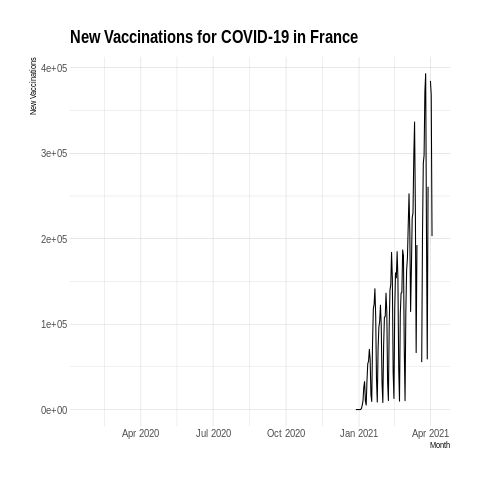 New Vaccinations for COVID-19 in France
New Vaccinations
4e+05
3e+05
2e+05
1e+05
0e+00
Apr 2020 Jul 2020 Oct 2020 Jan 2021 Apr 2021
Month